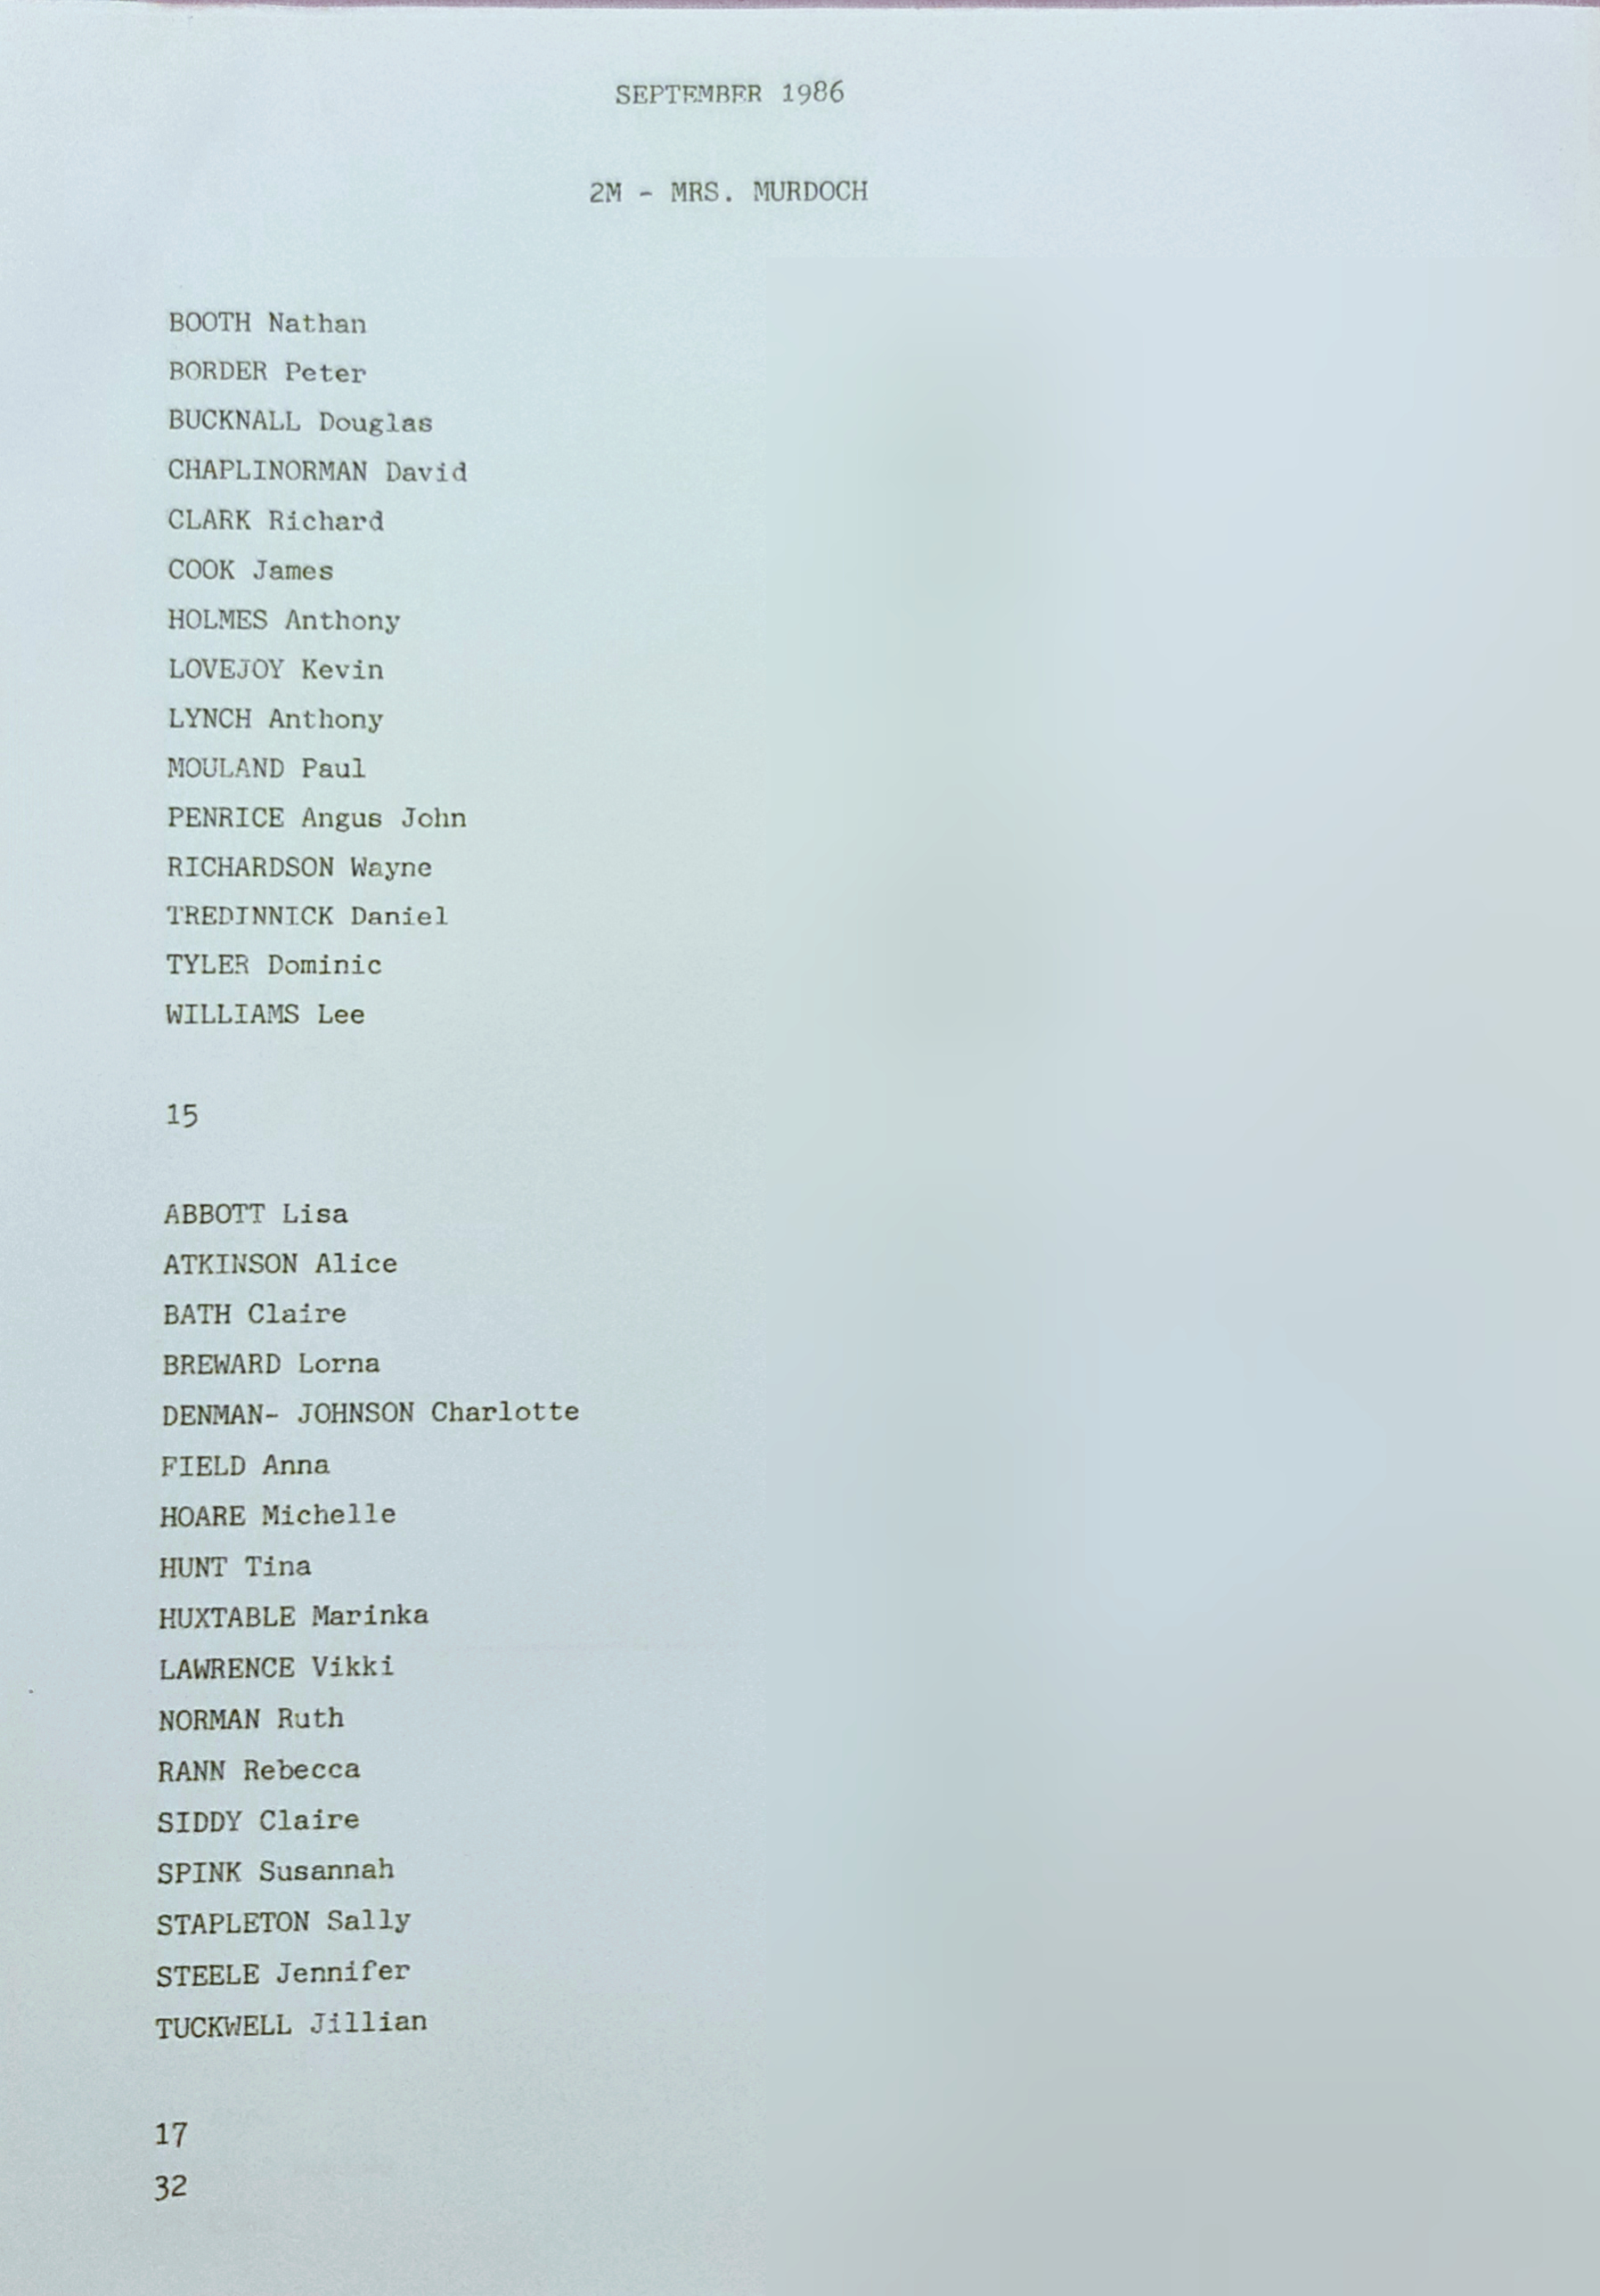 SEPTEMBER 1986
2M - MRS. MURDOCH
BOOTH Nathan
BORDER Peter
BUCKNALL Douglas
CHAPLINORMAN David
CLARK Richard
COOK James
HOLMES Anthony
LOVEJOY Kevin
LYNCH Anthony
MOULAND Paul
PENRICE Angus John
RICHARDSON Wayne
TREDINNICK Daniel
TYLER Dominic
WILLIAMS Lee
15
ABBOTT Lisa
ATKINSON Alice
BATH Claire
BREWARD Lorna
DENMAN- JOHNSON Charlotte
FIELD Anna
HOARE Michelle
HUNT Tina
HUXTABLE Marinka
LAWRENCE Vikki
NORMAN Ruth
RANN Rebecca
SIDDY Claire
SPINK Susannah
STAPLETON Sally
STEELE Jennifer
TUCKWELL Jillian
17
32